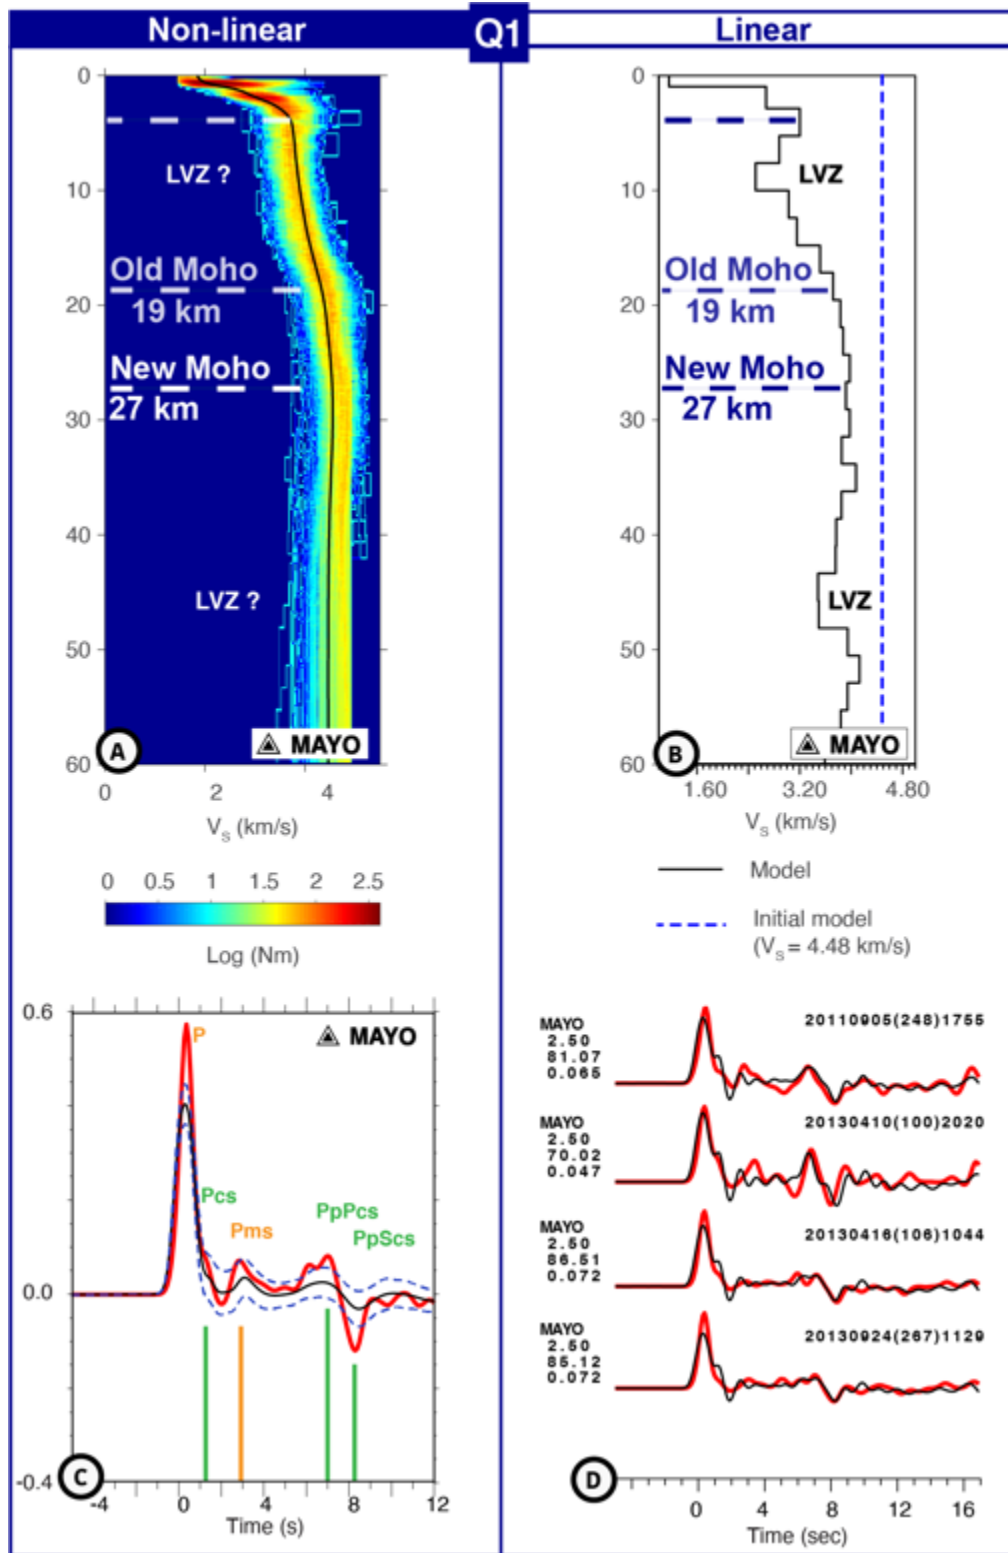 Non-linear
Q1
Linear
0
10
20
30
40
50
60
LVZ ?
Old Moho
19 km
New Moho
27 km
LVZ ?
A
MAYO
0 2 4
Vs (km/s)
0 0.5 1 1.5 2 2.5
Log (Nm)
0
10
20
30
40
50
60
LVZ
Old Moho
19 km
New Moho
27 km
LVZ
B
MAYO
1.60 3.20 4.80
Vs (km/s)
Model
Initial model
(Vs = 4.48 km/s)
0.6
0.0
-0.4
MAYO
P
Pcs
Pms
PpPcs
PpScs
C
-4 0 4 8 12
Time (s)
MAYO
2.50
81.07
0.065
20110905(248)1755
MAYO
2.50
70.02
0.047
20130410(100)2020
MAYO
2.50
86.51
0.072
20130416(106)1044
MAYO
2.50
85.12
0.072
20130924(267)1129
D
0 4 8 12 16
Time (sec)